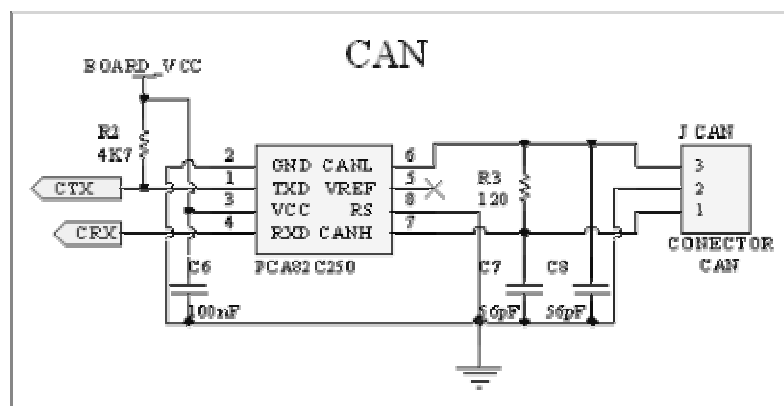 CAN
BOARD_VCC
R2
4K7
CTX
CRX
2
1
3
4
GND CANL
TXD VREF
VCC RS
RXD CANH
PCA82C250
6
5
8
7
R3
120
J CAN
3
2
1
CONECTOR
CAN
C6
100nF
C7
56pF
C8
56pF